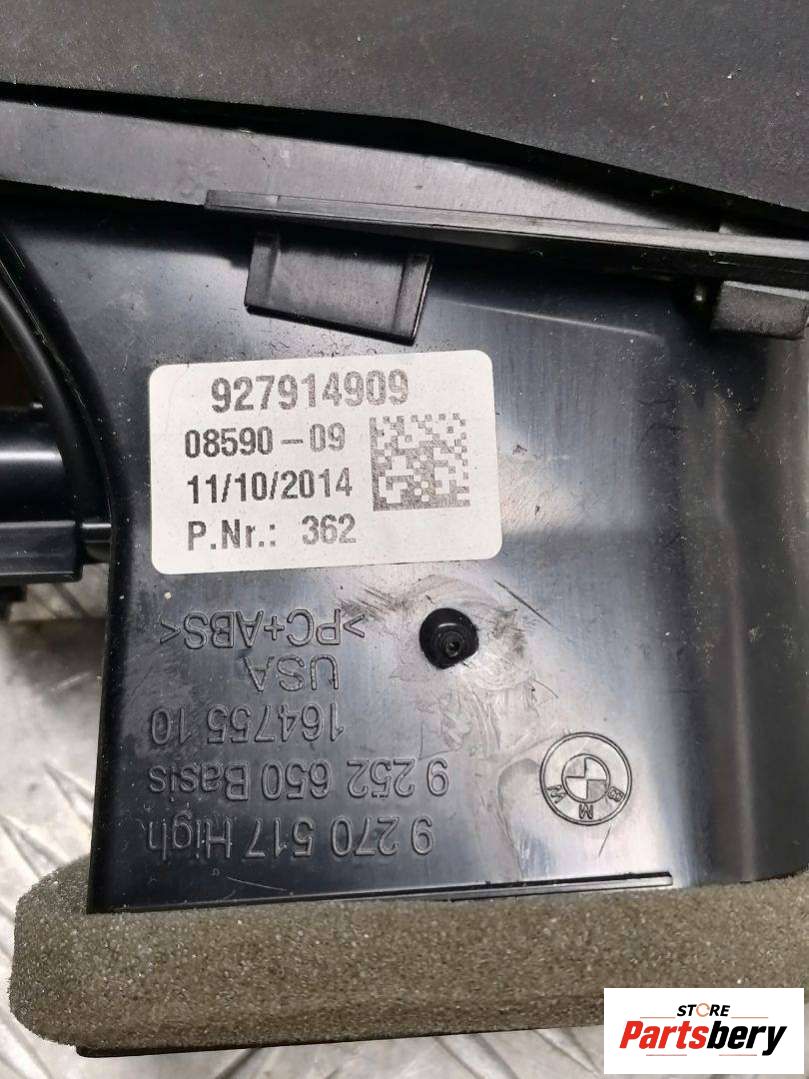 927914909
08590-09
11/10/2014
P.Nr.: 362
9 270 517 High
9 252 650 Basis
164755 10
USA
>PC+ABS<
BMW
STORE
Partsbery